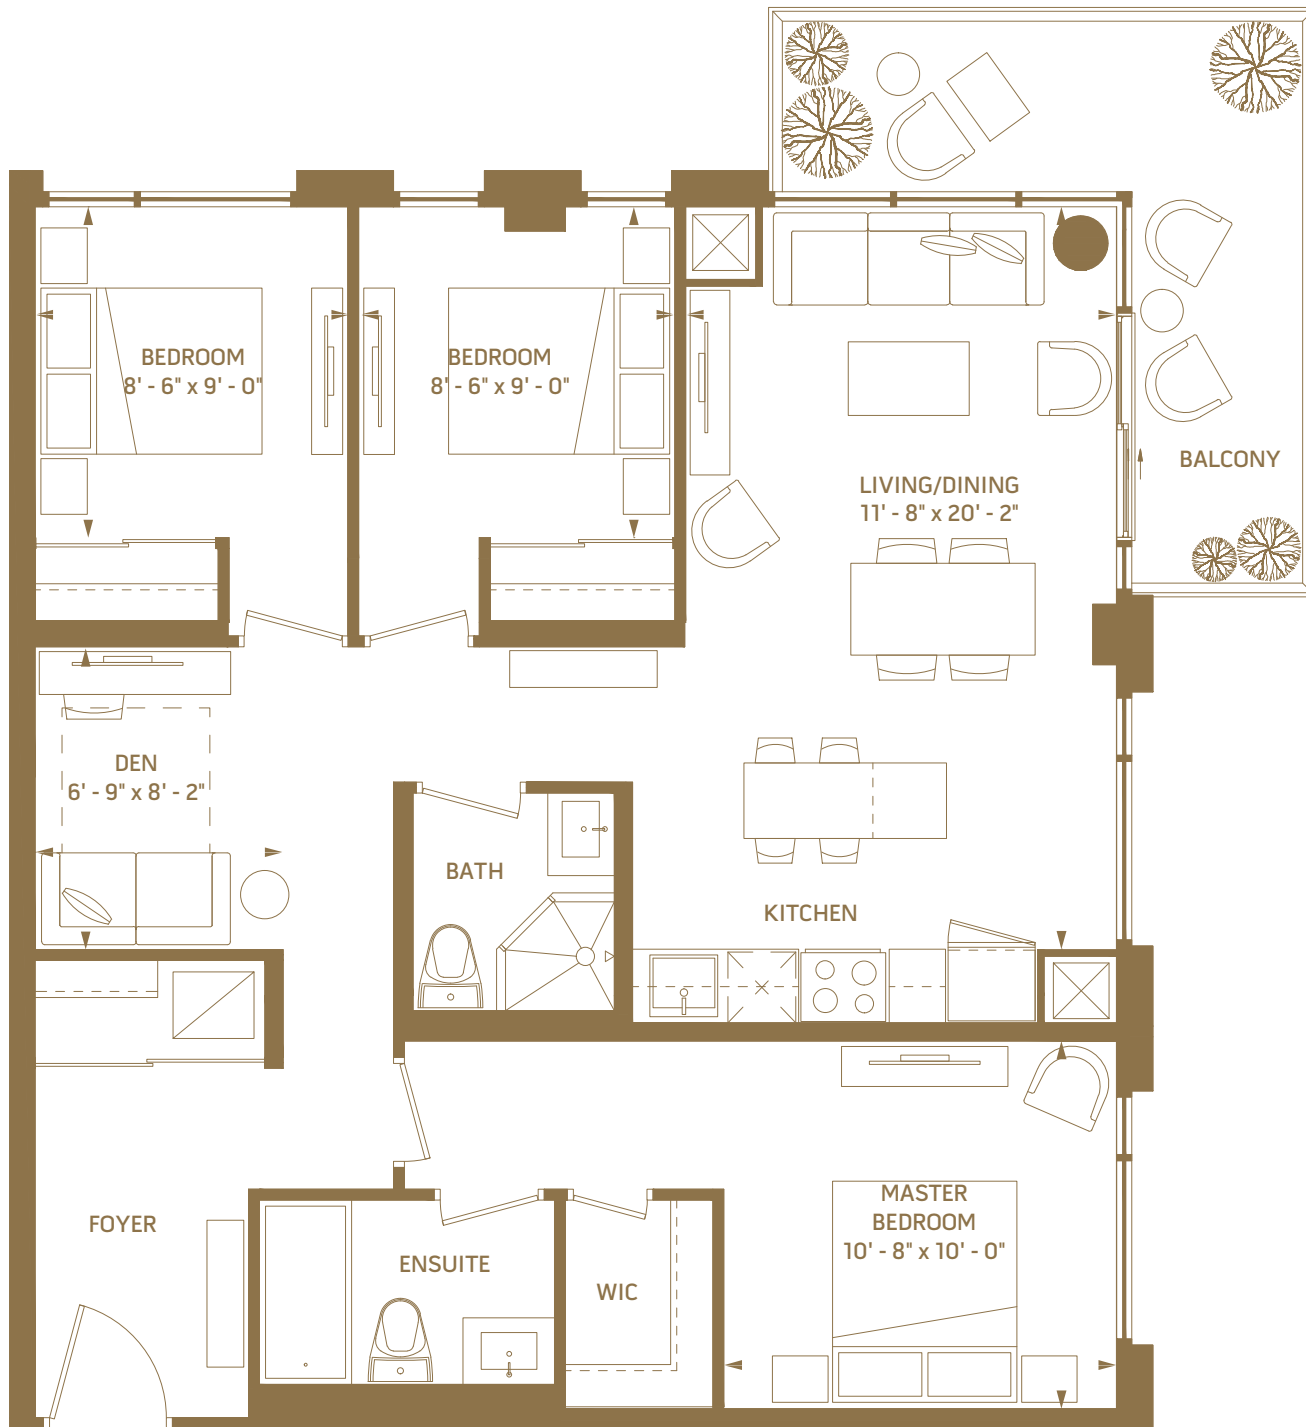 BEDROOM
8' - 6" x 9' - 0"
BEDROOM
8' - 6" x 9' - 0"
LIVING/DINING
11' - 8" x 20' - 2"
BALCONY
DEN
6' - 9" x 8' - 2"
BATH
KITCHEN
FOYER
ENSUITE
WIC
MASTER
BEDROOM
10' - 8" x 10' - 0"